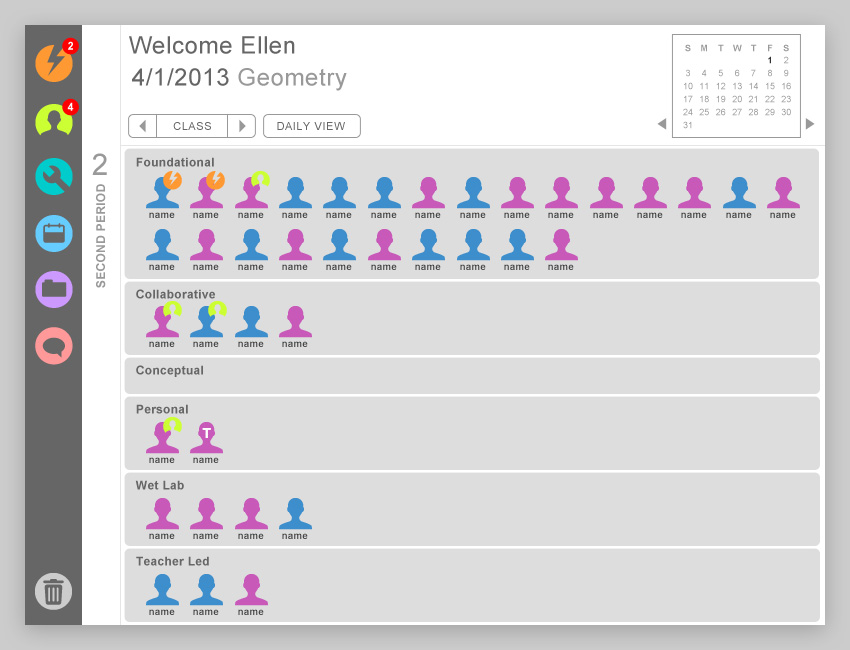 2
4
Welcome Ellen
4/1/2013 Geometry
CLASS
DAILY VIEW
S M T W T F S
1 2
3 4 5 6 7 8 9
10 11 12 13 14 15 16
17 18 19 20 21 22 23
24 25 26 27 28 29 30
31
2
SECOND PERIOD
Foundational
name name name name name name name name name name name name name name name
name name name name name name name name name name
Collaborative
name name name name
Conceptual
Personal
T
name name
Wet Lab
name name name name
Teacher Led
name name name